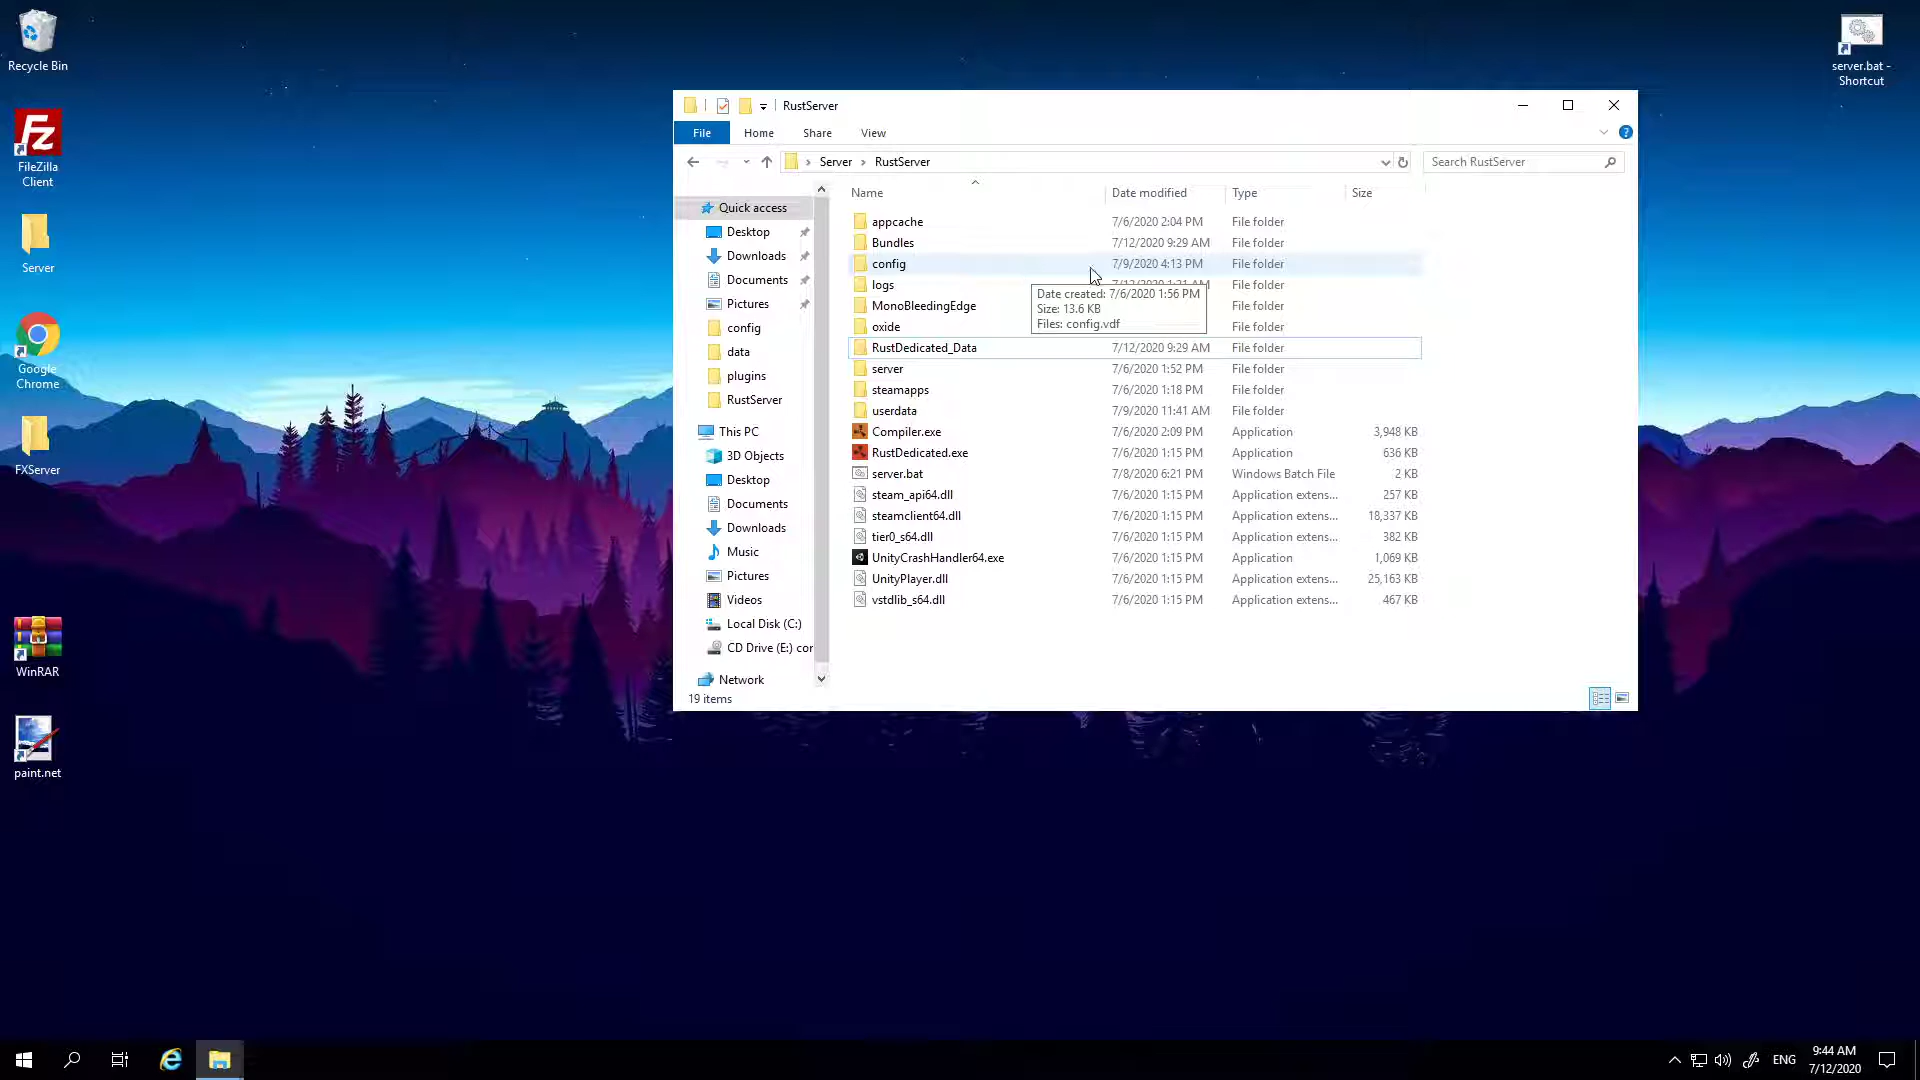 Recycle Bin
FileZilla
Client
Server
Google
Chrome
FXServer
WinRAR
paint.net
server.bat -
Shortcut
RustServer
File Home Share View
Server RustServer
Search RustServer
Quick access
Desktop
Downloads
Documents
Pictures
config
data
plugins
RustServer
This PC
3D Objects
Desktop
Documents
Downloads
Music
Pictures
Videos
Local Disk (C:)
CD Drive (E:) cor
Network
Name Date modified Type Size
appcache 7/6/2020 2:04 PM File folder
Bundles 7/12/2020 9:29 AM File folder
config 7/9/2020 4:13 PM File folder
logs File folder
MonoBleedingEdge File folder
oxide File folder
Date created: 7/6/2020 1:56 PM
Size: 13.6 KB
Files: config.vdf
RustDedicated_Data 7/12/2020 9:29 AM File folder
server 7/6/2020 1:52 PM File folder
steamapps 7/6/2020 1:18 PM File folder
userdata 7/9/2020 11:41 AM File folder
Compiler.exe 7/6/2020 2:09 PM Application 3,948 KB
RustDedicated.exe 7/6/2020 1:15 PM Application 636 KB
server.bat 7/8/2020 6:21 PM Windows Batch File 2 KB
steam_api64.dll 7/6/2020 1:15 PM Application extens... 257 KB
steamclient64.dll 7/6/2020 1:15 PM Application extens... 18,337 KB
tier0_s64.dll 7/6/2020 1:15 PM Application extens... 382 KB
UnityCrashHandler64.exe 7/6/2020 1:15 PM Application 1,069 KB
UnityPlayer.dll 7/6/2020 1:15 PM Application extens... 25,163 KB
vstdlib_s64.dll 7/6/2020 1:15 PM Application extens... 467 KB
19 items
ENG
9:44 AM
7/12/2020